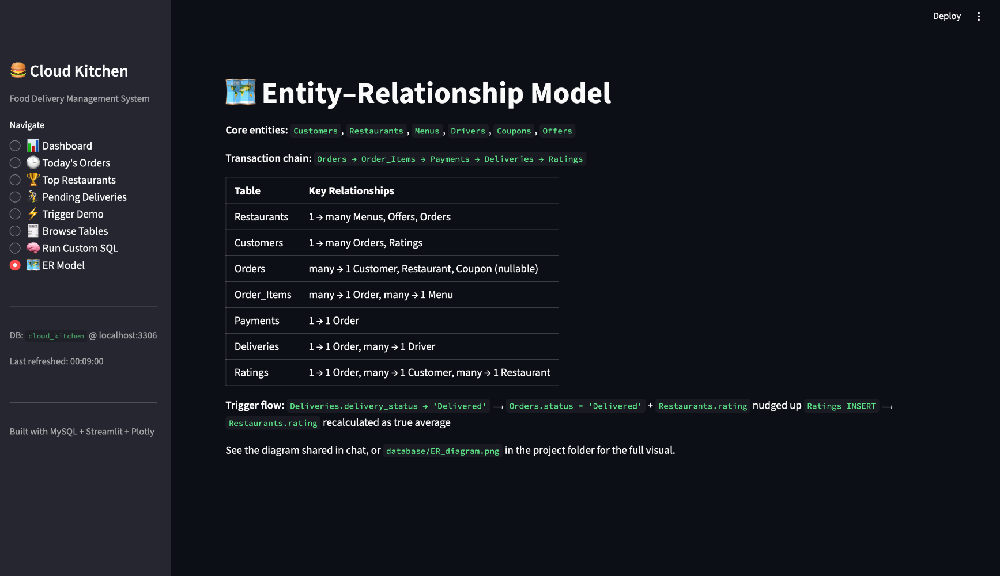 Deploy
🍔 Cloud Kitchen
Food Delivery Management System
Navigate
📊 Dashboard
🕒 Today's Orders
🏆 Top Restaurants
🚴 Pending Deliveries
⚡ Trigger Demo
🧾 Browse Tables
🧠 Run Custom SQL
🗺️ ER Model
DB: cloud_kitchen @ localhost:3306
Last refreshed: 00:09:00
Built with MySQL + Streamlit + Plotly
🗺️ Entity–Relationship Model
Core entities: Customers, Restaurants, Menus, Drivers, Coupons, Offers
Transaction chain: Orders → Order_Items → Payments → Deliveries → Ratings
Table Key Relationships
Restaurants 1 → many Menus, Offers, Orders
Customers 1 → many Orders, Ratings
Orders many → 1 Customer, Restaurant, Coupon (nullable)
Order_Items many → 1 Order, many → 1 Menu
Payments 1 → 1 Order
Deliveries 1 → 1 Order, many → 1 Driver
Ratings 1 → 1 Order, many → 1 Customer, many → 1 Restaurant
Trigger flow: Deliveries.delivery_status → 'Delivered' ⟶ Orders.status = 'Delivered' + Restaurants.rating nudged up Ratings INSERT ⟶
Restaurants.rating recalculated as true average
See the diagram shared in chat, or database/ER_diagram.png in the project folder for the full visual.